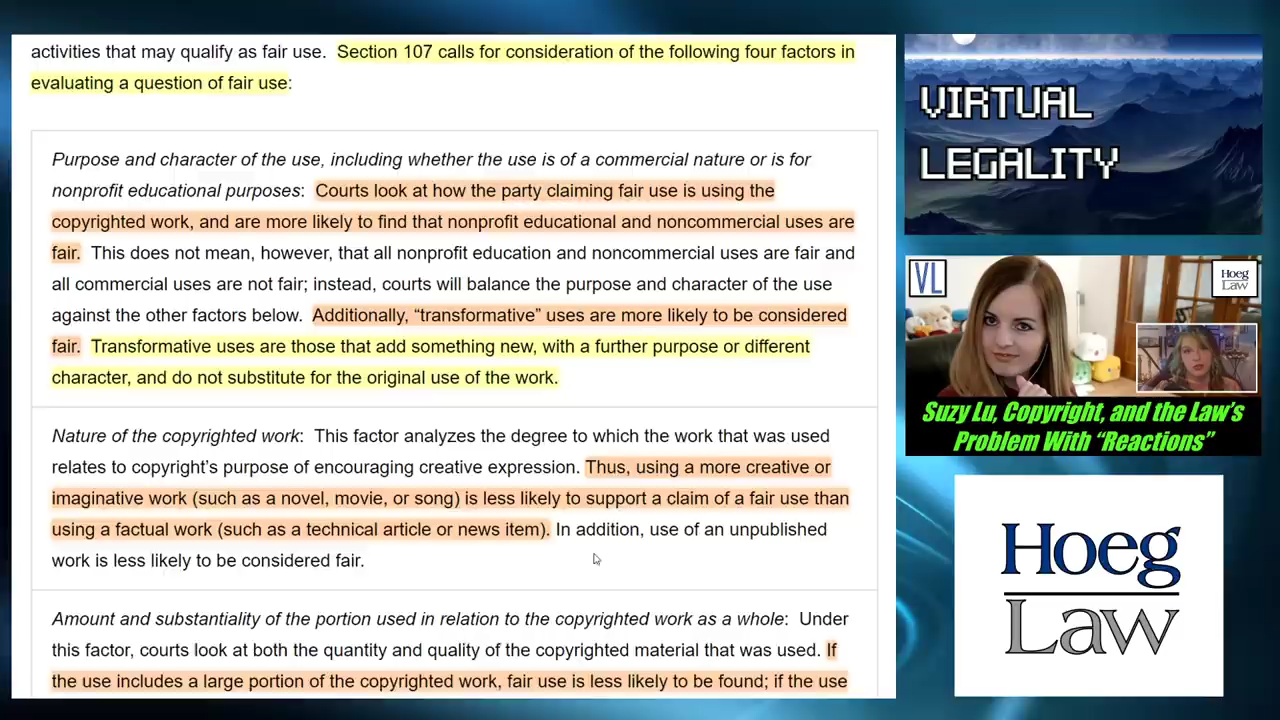 activities that may qualify as fair use.  Section 107 calls for consideration of the following four factors in
evaluating a question of fair use:
Purpose and character of the use, including whether the use is of a commercial nature or is for
nonprofit educational purposes:  Courts look at how the party claiming fair use is using the
copyrighted work, and are more likely to find that nonprofit educational and noncommercial uses are
fair.  This does not mean, however, that all nonprofit education and noncommercial uses are fair and
all commercial uses are not fair; instead, courts will balance the purpose and character of the use
against the other factors below.  Additionally, “transformative” uses are more likely to be considered
fair.  Transformative uses are those that add something new, with a further purpose or different
character, and do not substitute for the original use of the work.
Nature of the copyrighted work:  This factor analyzes the degree to which the work that was used
relates to copyright’s purpose of encouraging creative expression. Thus, using a more creative or
imaginative work (such as a novel, movie, or song) is less likely to support a claim of a fair use than
using a factual work (such as a technical article or news item). In addition, use of an unpublished
work is less likely to be considered fair.
Amount and substantiality of the portion used in relation to the copyrighted work as a whole:  Under
this factor, courts look at both the quantity and quality of the copyrighted material that was used. If
the use includes a large portion of the copyrighted work, fair use is less likely to be found; if the use
VIRTUAL
LEGALITY
VL
Hoeg
Law
Suzy Lu, Copyright, and the Law's
Problem With "Reactions"
Hoeg
Law